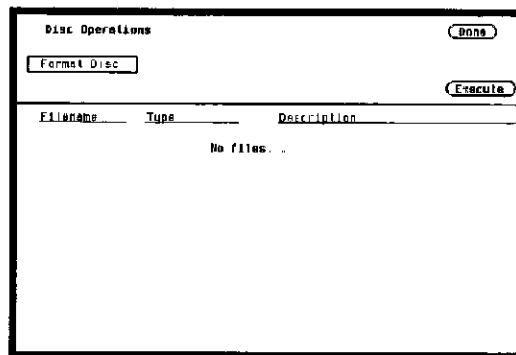 Disc Operations
Done
Format Disc
Execute
Filename Type Description
No files.